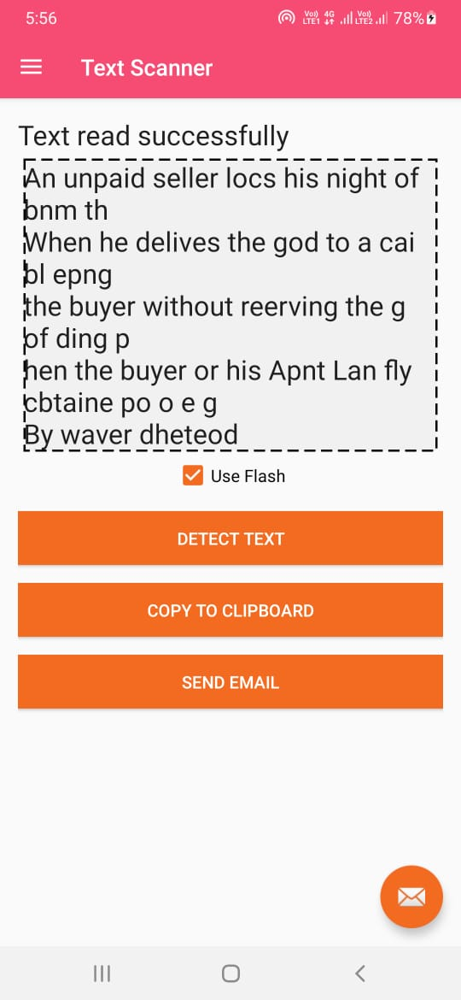 5:56 Vo)) LTE1 4G Vo)) LTE2 78%
Text Scanner
Text read successfully
An unpaid seller locs his night of
bnm th
When he delives the god to a cai
bl epng
the buyer without reerving the g
of ding p
hen the buyer or his Apnt Lan fly
cbtaine po o e g
By waver dheteod
Use Flash
DETECT TEXT
COPY TO CLIPBOARD
SEND EMAIL